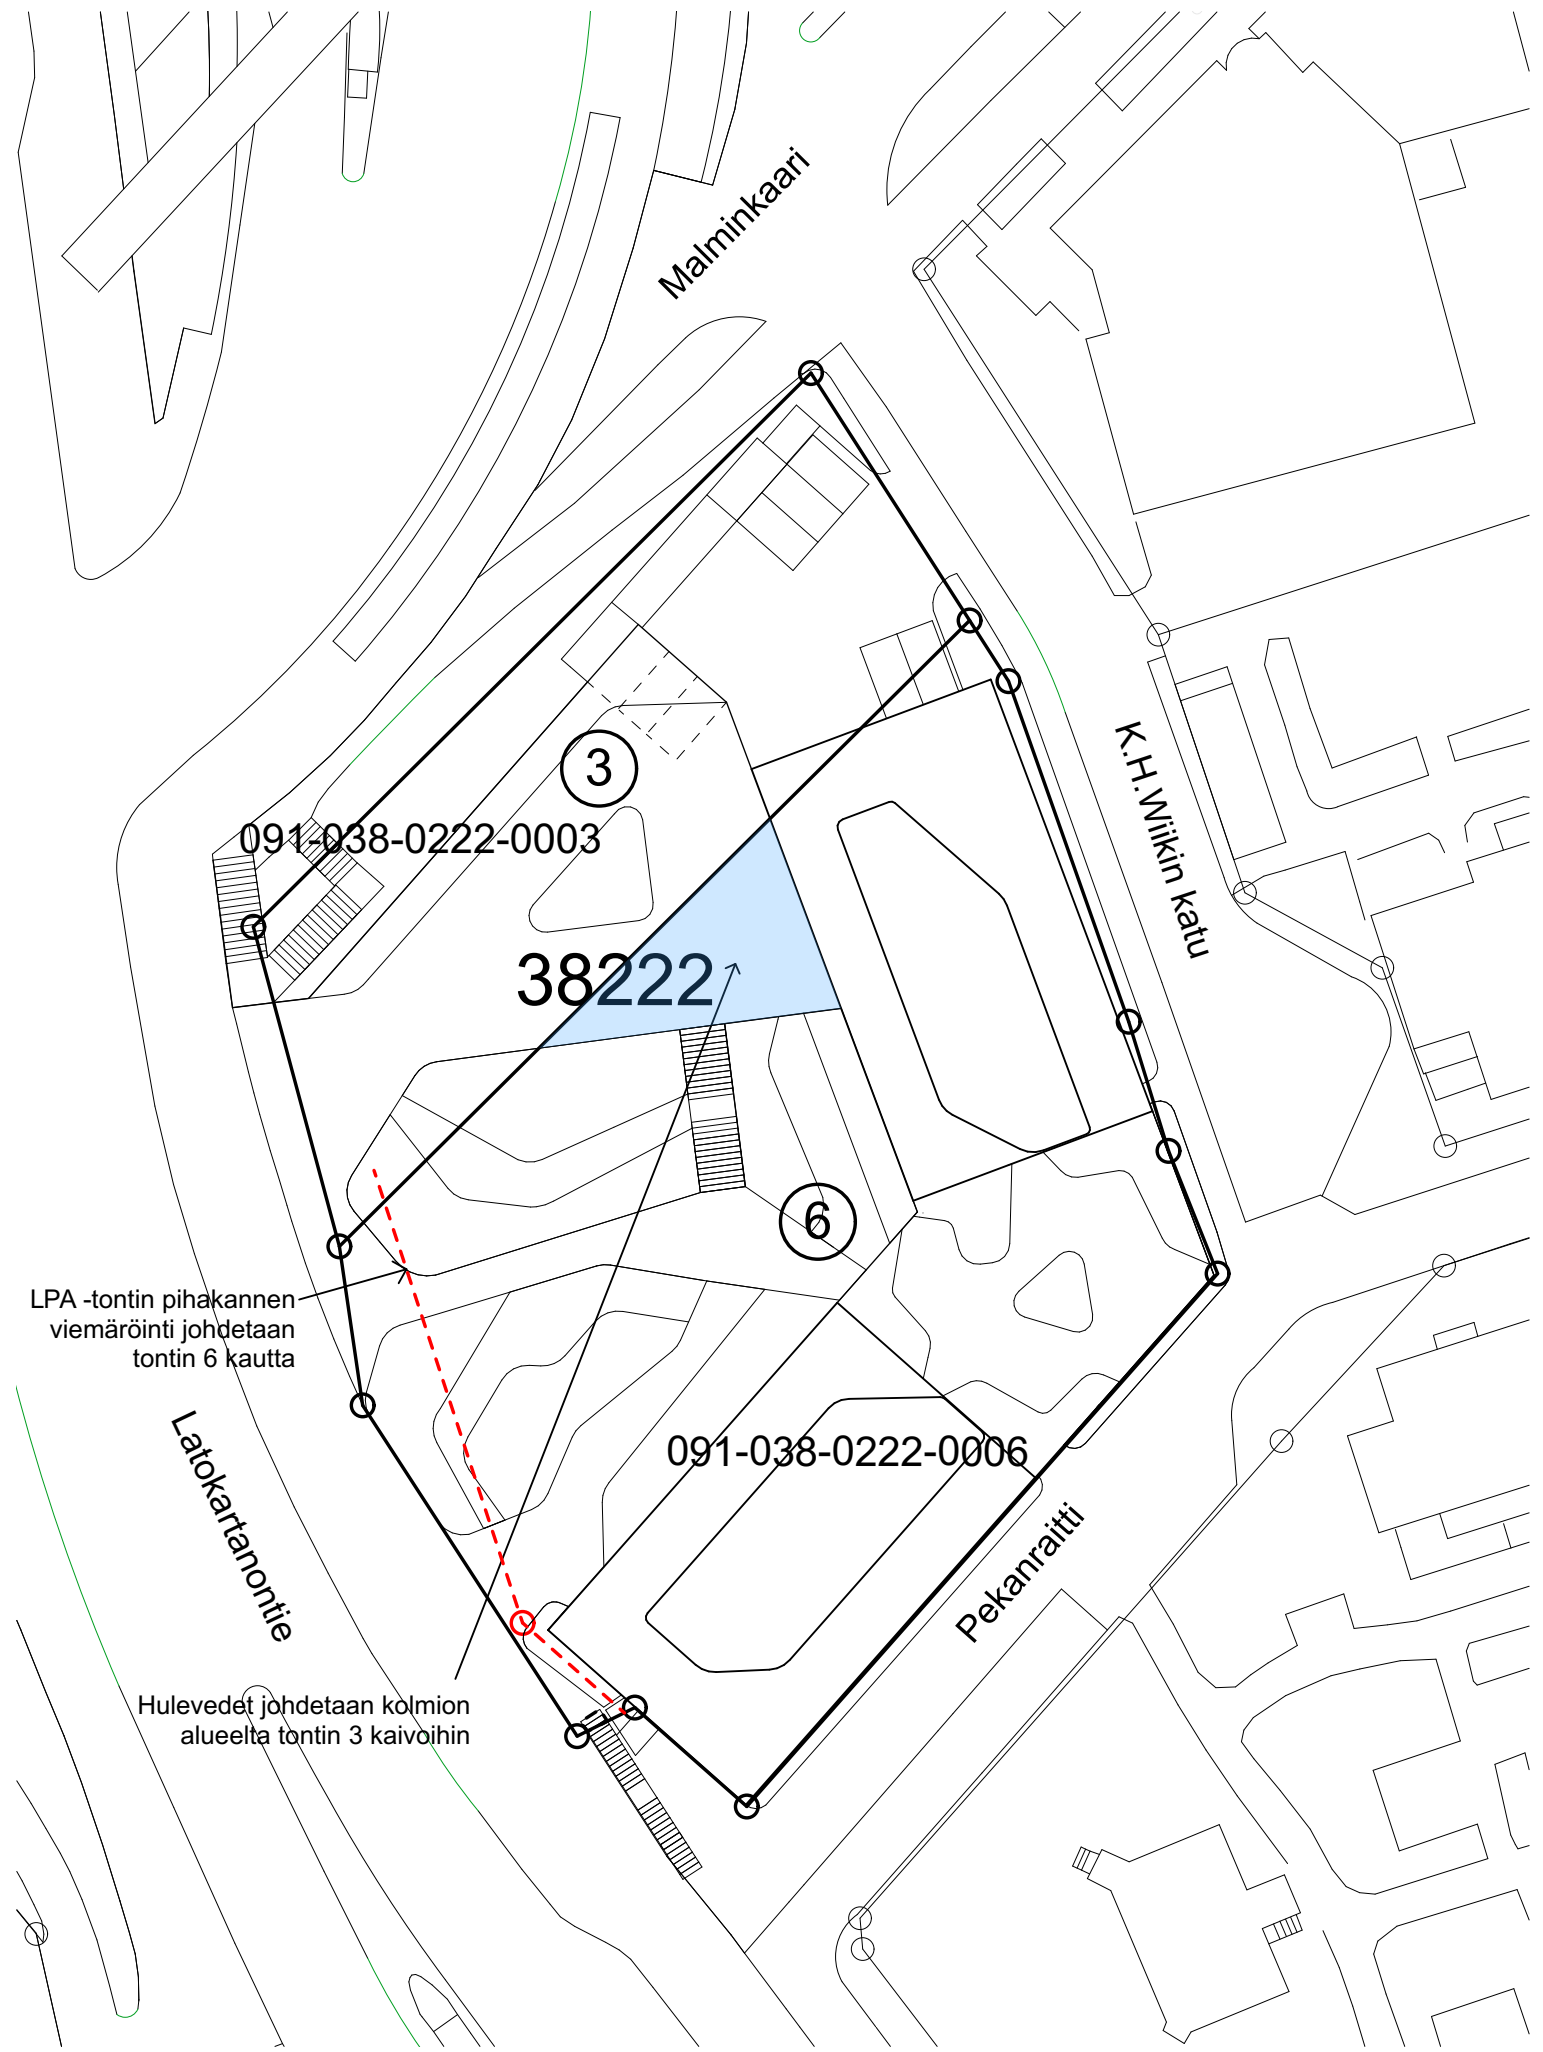 Malminkaari
3
091-038-0222-0003
K.H.Wiikin katu
38222
6
LPA -tontin pihakannen
viemäröinti johdetaan
tontin 6 kautta
091-038-0222-0006
Latokartanontie
Pekanraitti
Hulevedet johdetaan kolmion
alueelta tontin 3 kaivoihin